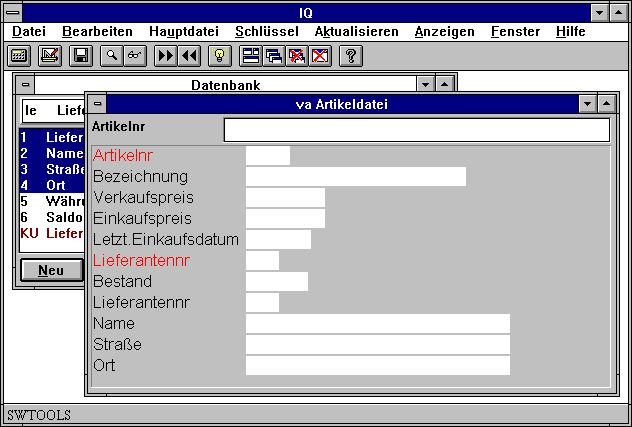 IQ
Datei Bearbeiten Hauptdatei Schlüssel Aktualisieren Anzeigen Fenster Hilfe
Datenbank
le Liefer
1 Liefer
2 Name
3 Straße
4 Ort
5 Währu
6 Saldo
KU Liefer
Neu
va Artikeldatei
Artikelnr
Artikelnr
Bezeichnung
Verkaufspreis
Einkaufspreis
Letzt.Einkaufsdatum
Lieferantennr
Bestand
Lieferantennr
Name
Straße
Ort
SWTOOLS